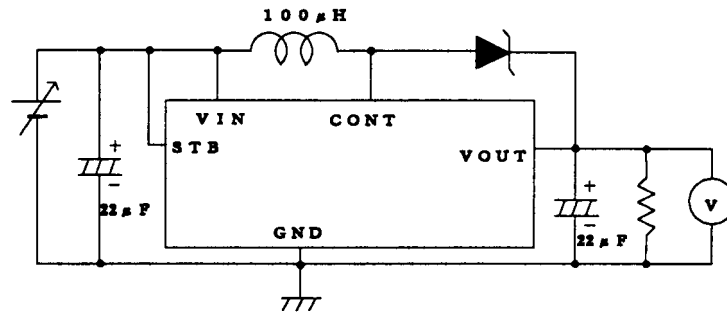 100μH
VIN
CONT
STB
VOUT
+
−
22μF
+
−
22μF
V
GND